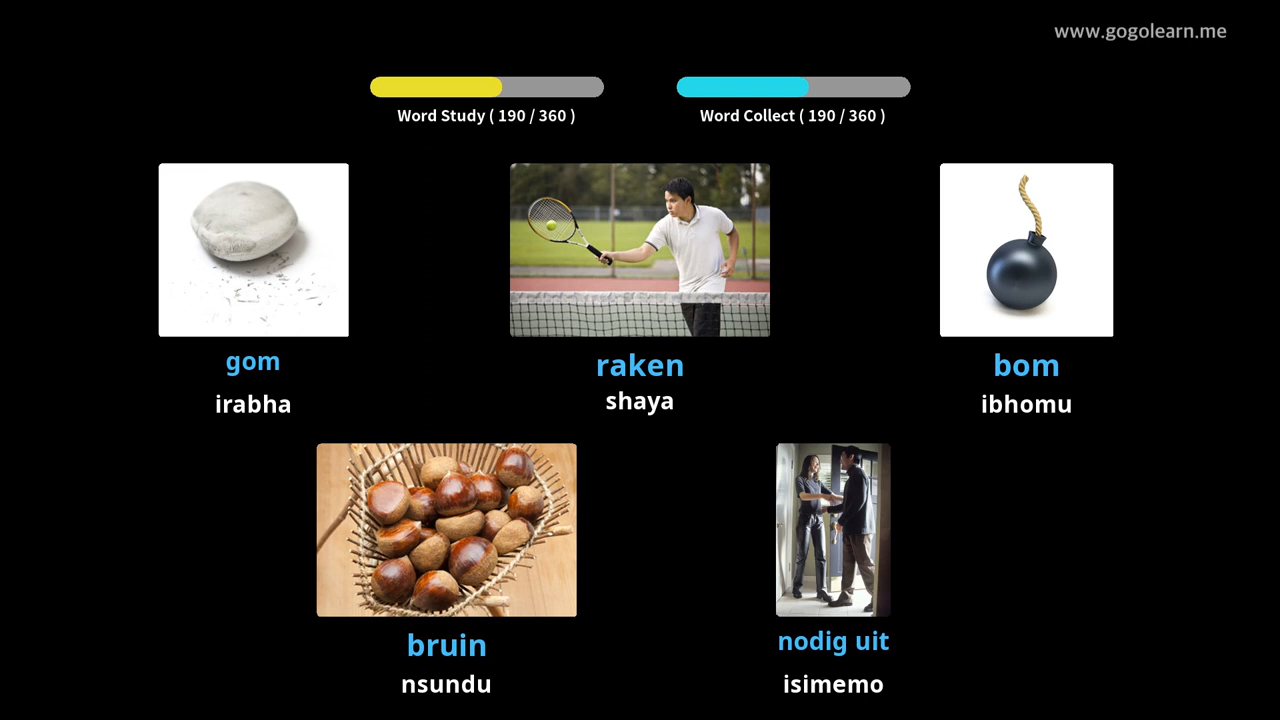 www.gogolearn.me
Word Study ( 190 / 360 )
Word Collect ( 190 / 360 )
gom
irabha
raken
shaya
bom
ibhomu
bruin
nsundu
nodig uit
isimemo